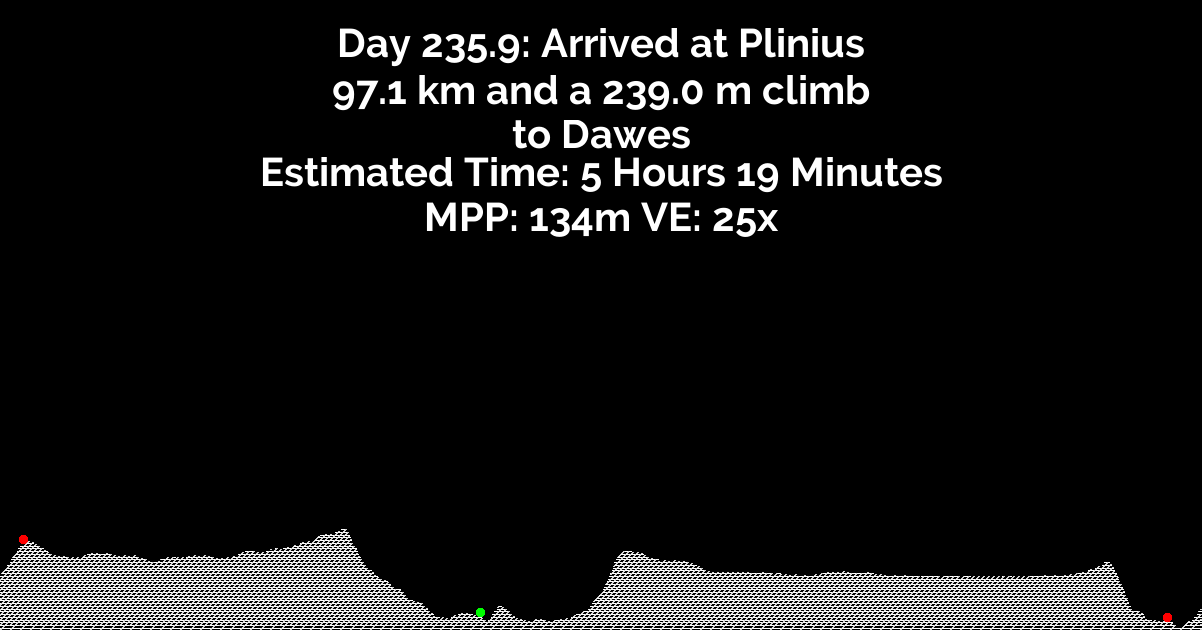 Day 235.9: Arrived at Plinius
97.1 km and a 239.0 m climb
to Dawes
Estimated Time: 5 Hours 19 Minutes
MPP: 134m VE: 25x